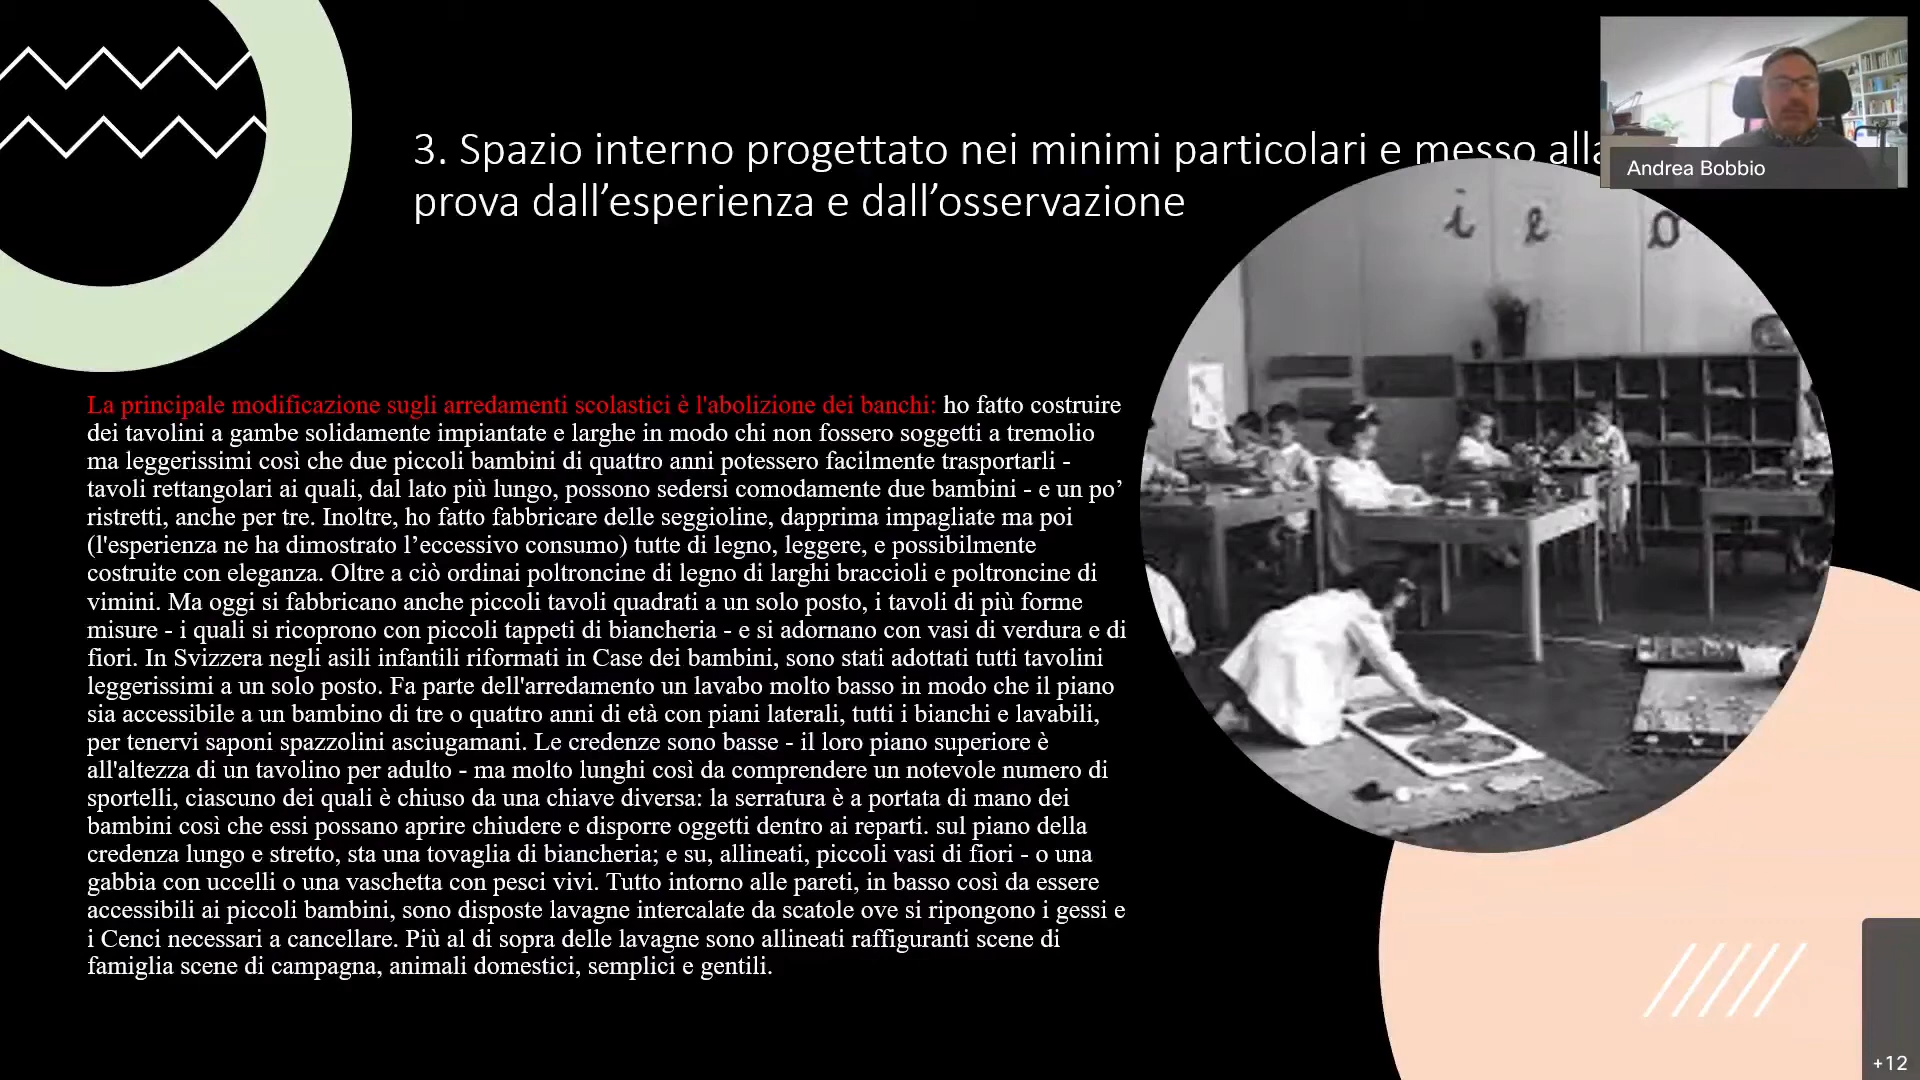 3. Spazio interno progettato nei minimi particolari e messo alla
prova dall’esperienza e dall’osservazione
Andrea Bobbio
i e o
La principale modificazione sugli arredamenti scolastici è l'abolizione dei banchi: ho fatto costruire
dei tavolini a gambe solidamente impiantate e larghe in modo chi non fossero soggetti a tremolio
ma leggerissimi così che due piccoli bambini di quattro anni potessero facilmente trasportarli -
tavoli rettangolari ai quali, dal lato più lungo, possono sedersi comodamente due bambini - e un po’
ristretti, anche per tre. Inoltre, ho fatto fabbricare delle seggioline, dapprima impagliate ma poi
(l'esperienza ne ha dimostrato l’eccessivo consumo) tutte di legno, leggere, e possibilmente
costruite con eleganza. Oltre a ciò ordinai poltroncine di legno di larghi braccioli e poltroncine di
vimini. Ma oggi si fabbricano anche piccoli tavoli quadrati a un solo posto, i tavoli di più forme
misure - i quali si ricoprono con piccoli tappeti di biancheria - e si adornano con vasi di verdura e di
fiori. In Svizzera negli asili infantili riformati in Case dei bambini, sono stati adottati tutti tavolini
leggerissimi a un solo posto. Fa parte dell'arredamento un lavabo molto basso in modo che il piano
sia accessibile a un bambino di tre o quattro anni di età con piani laterali, tutti i bianchi e lavabili,
per tenervi saponi spazzolini asciugamani. Le credenze sono basse - il loro piano superiore è
all'altezza di un tavolino per adulto - ma molto lunghi così da comprendere un notevole numero di
sportelli, ciascuno dei quali è chiuso da una chiave diversa: la serratura è a portata di mano dei
bambini così che essi possano aprire chiudere e disporre oggetti dentro ai reparti. sul piano della
credenza lungo e stretto, sta una tovaglia di biancheria; e su, allineati, piccoli vasi di fiori - o una
gabbia con uccelli o una vaschetta con pesci vivi. Tutto intorno alle pareti, in basso così da essere
accessibili ai piccoli bambini, sono disposte lavagne intercalate da scatole ove si ripongono i gessi e
i Cenci necessari a cancellare. Più al di sopra delle lavagne sono allineati raffiguranti scene di
famiglia scene di campagna, animali domestici, semplici e gentili.
+12